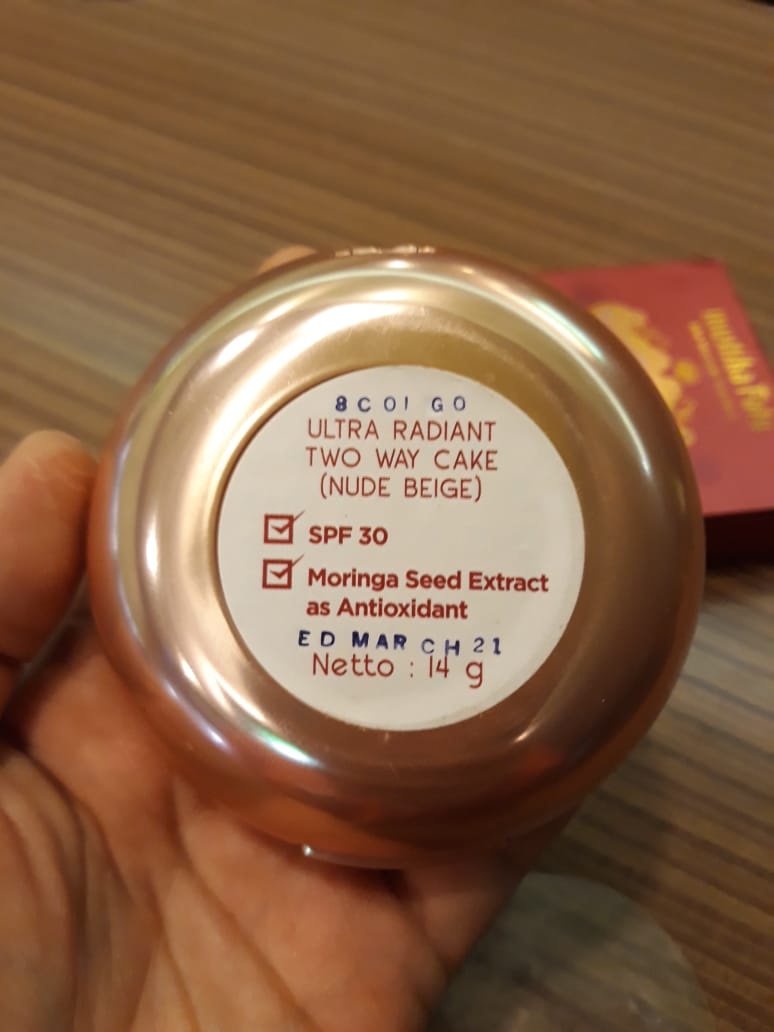 8C01 GO
ULTRA RADIANT
TWO WAY CAKE
(NUDE BEIGE)
SPF 30
Moringa Seed Extract
as Antioxidant
ED MARCH 21
Netto : 14 g